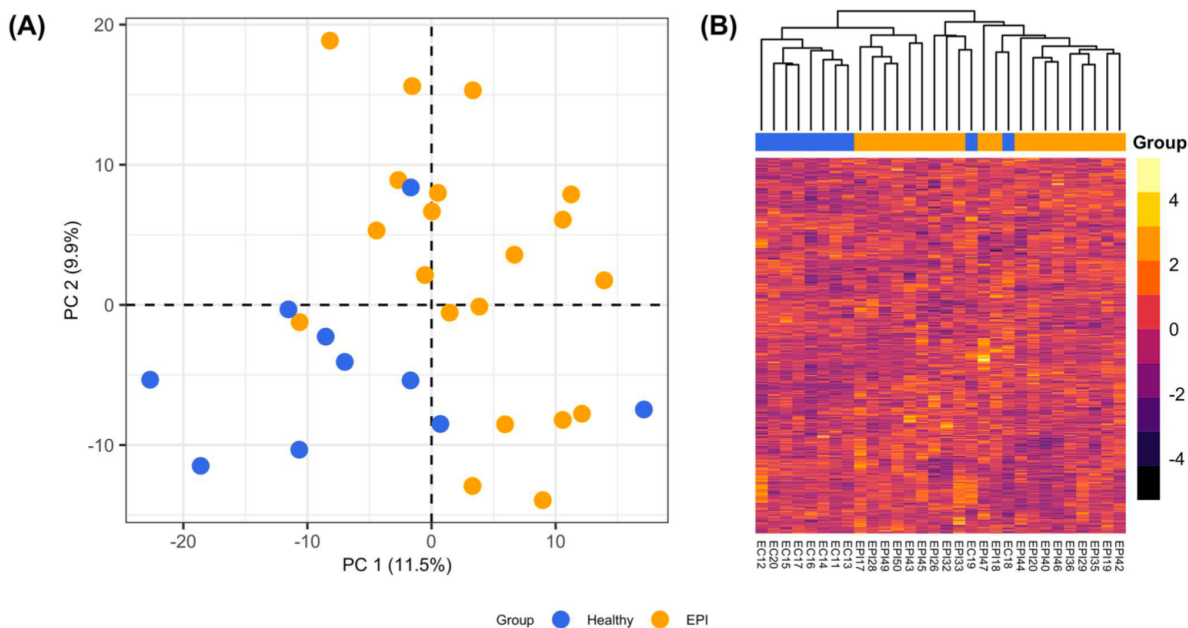 (A)
20
10
0
-10
-20
-10
0
10
PC 2 (9.9%)
PC 1 (11.5%)
Group Healthy EPI
(B)
Group
4
2
0
-2
-4
EC12
EC20
EC15
EC17
EC16
EC14
EC11
EC13
EPI17
EPI28
EPI49
EPI50
EPI43
EPI45
EPI26
EPI32
EPI33
EC19
EPI47
EPI18
EC18
EPI44
EPI20
EPI40
EPI46
EPI36
EPI29
EPI35
EPI19
EPI42